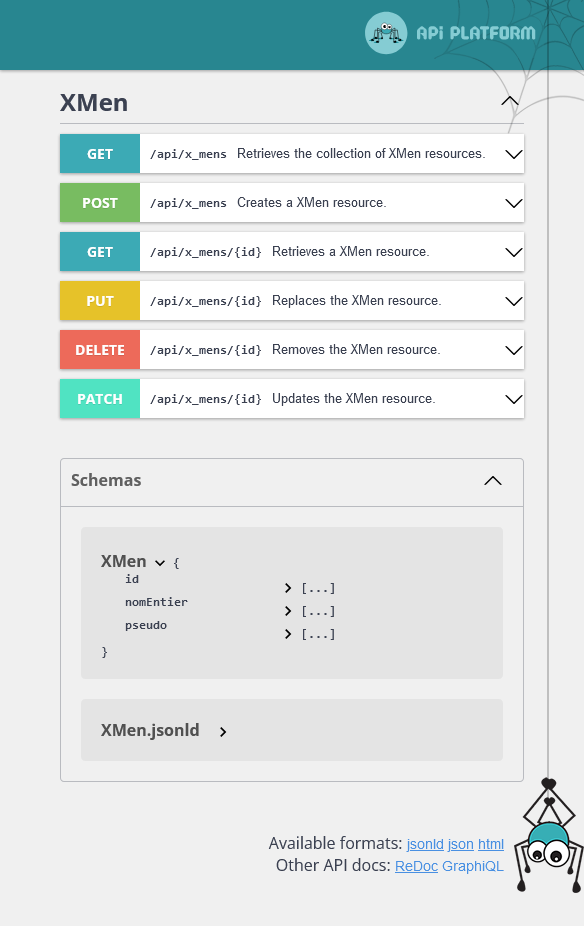 APi PLATFORM
XMen
GET /api/x_mens Retrieves the collection of XMen resources.
POST /api/x_mens Creates a XMen resource.
GET /api/x_mens/{id} Retrieves a XMen resource.
PUT /api/x_mens/{id} Replaces the XMen resource.
DELETE /api/x_mens/{id} Removes the XMen resource.
PATCH /api/x_mens/{id} Updates the XMen resource.
Schemas
XMen {
id [...]
nomEntier [...]
pseudo [...]
}
XMen.jsonld
Available formats: jsonld json html
Other API docs: ReDoc GraphiQL